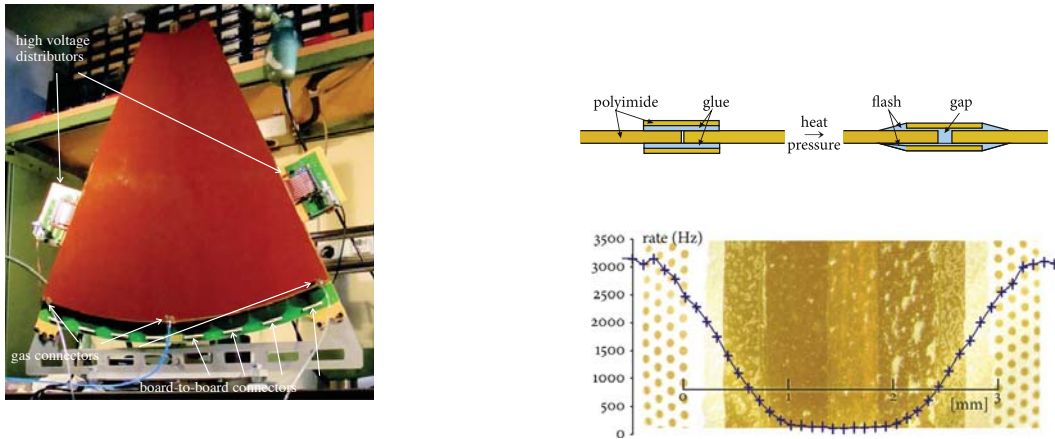 high voltage
distributors
gas connectors
board-to-board connectors
polyimide
glue
heat
pressure
flash
gap
rate (Hz)
3500
3000
2500
2000
1500
1000
500
0
0
1
2
3
[mm]